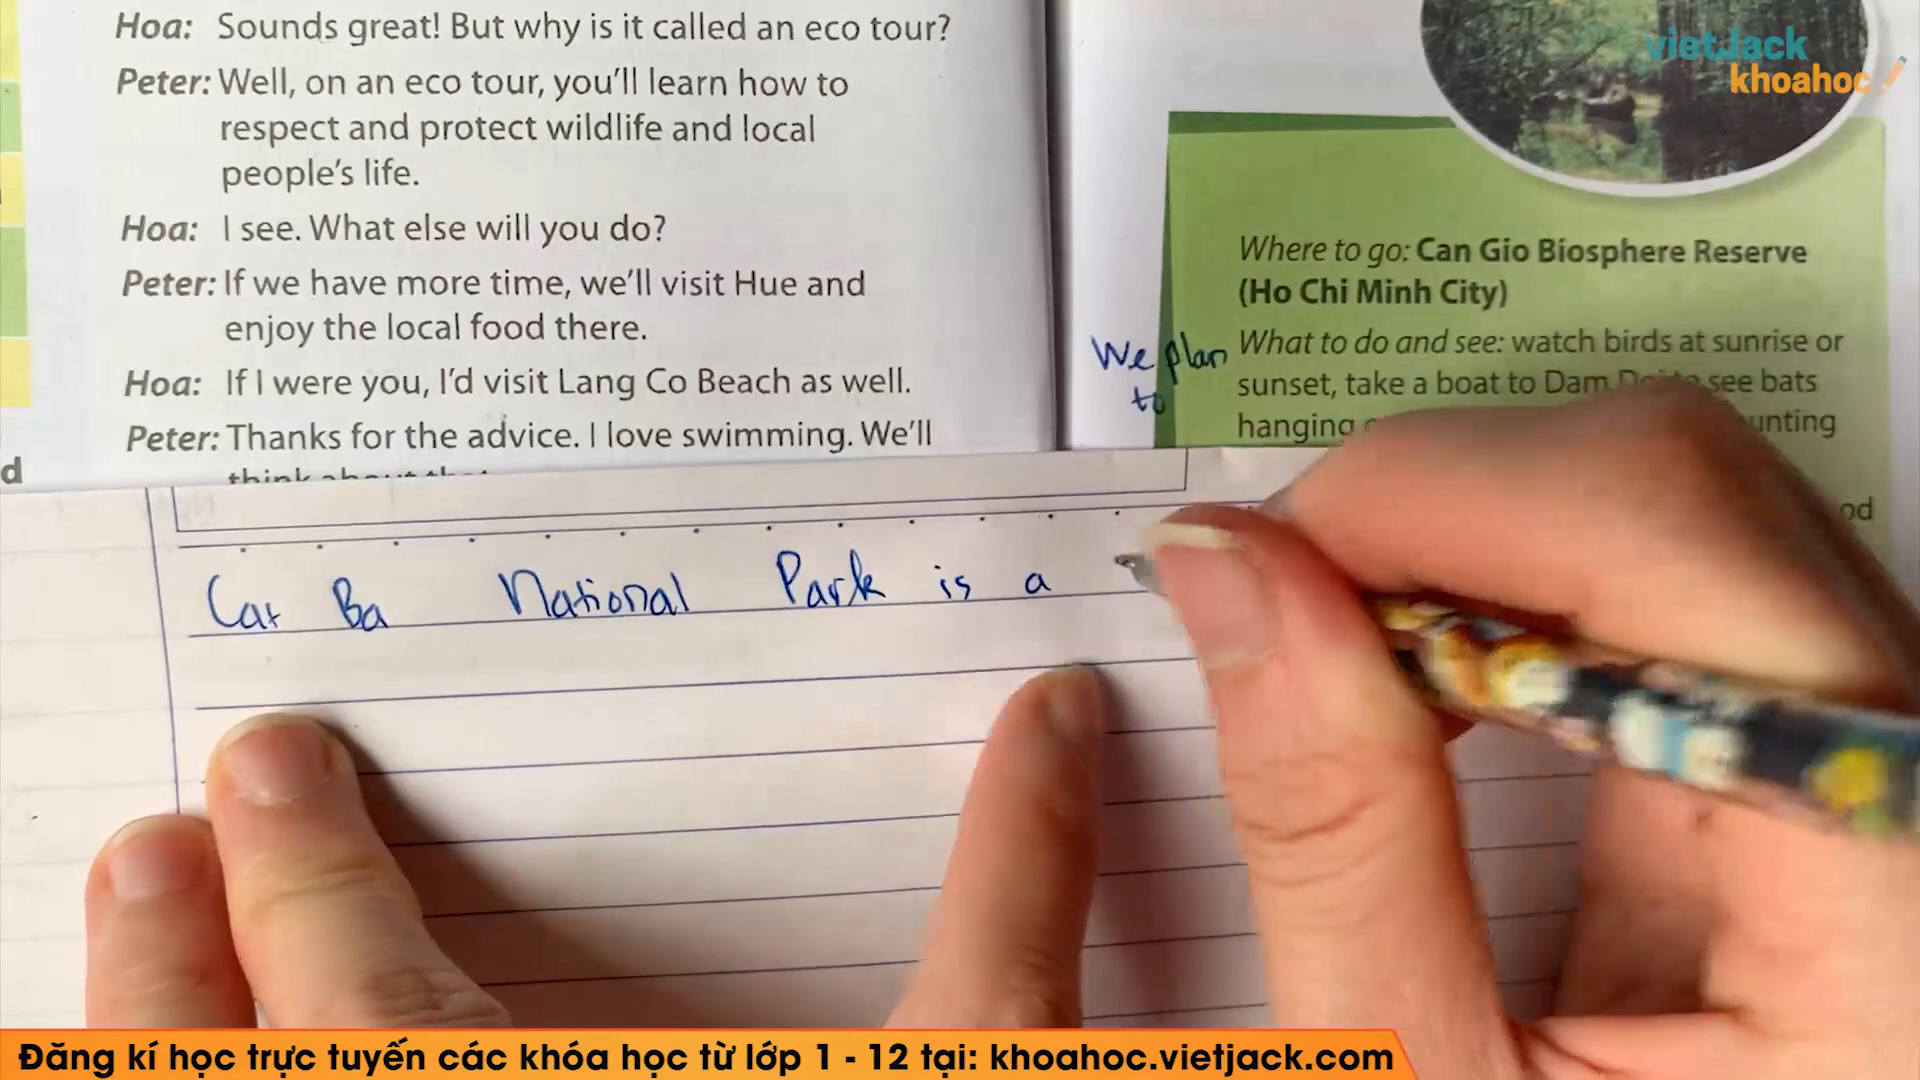 Hoa: Sounds great! But why is it called an eco tour?
Peter: Well, on an eco tour, you'll learn how to
respect and protect wildlife and local
people's life.
Hoa: I see. What else will you do?
Peter: If we have more time, we'll visit Hue and
enjoy the local food there.
Hoa: If I were you, I'd visit Lang Co Beach as well.
Peter: Thanks for the advice. I love swimming. We'll
think about that
d
vietJack
khoahoc
Where to go: Can Gio Biosphere Reserve
(Ho Chi Minh City)
What to do and see: watch birds at sunrise or
sunset, take a boat to Dam see bats
hanging unting
od
We plan
to
Cat Ba National Park is a
Đăng kí học trực tuyến các khóa học từ lớp 1 - 12 tại: khoahoc.vietjack.com